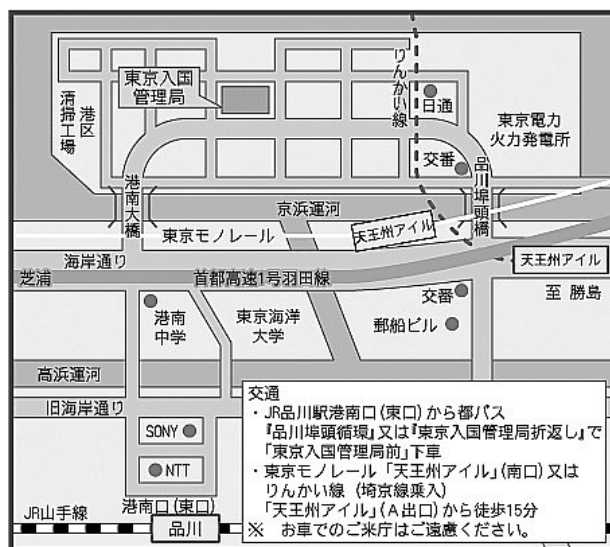 東京入国
管理局
りんかい線
日通
港区
清掃工場
東京電力
火力発電所
交番
港南大橋
品川埠頭橋
京浜運河
東京モノレール
天王州アイル
海岸通り
天王州アイル
芝浦
首都高速1号羽田線
至 勝島
港南
中学
東京海洋
大学
交番
郵船ビル
高浜運河
旧海岸通り
SONY
NTT
港南口(東口)
JR山手線
品川
交通
・JR品川駅港南口(東口)から都バス
『品川埠頭循環』又は『東京入国管理局折返し』で
「東京入国管理局前」下車
・東京モノレール「天王州アイル」(南口)又は
りんかい線 (埼京線乗入)
「天王州アイル」(A出口)から徒歩15分
※ お車でのご来庁はご遠慮ください。